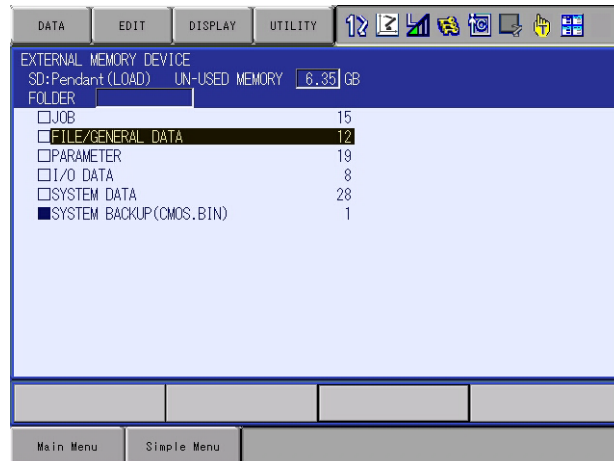 DATA EDIT DISPLAY UTILITY 12
EXTERNAL MEMORY DEVICE
SD:Pendant(LOAD) UN-USED MEMORY 6.35 GB
FOLDER
JOB 15
FILE/GENERAL DATA 12
PARAMETER 19
I/O DATA 8
SYSTEM DATA 28
SYSTEM BACKUP(CMOS.BIN) 1
Main Menu Simple Menu